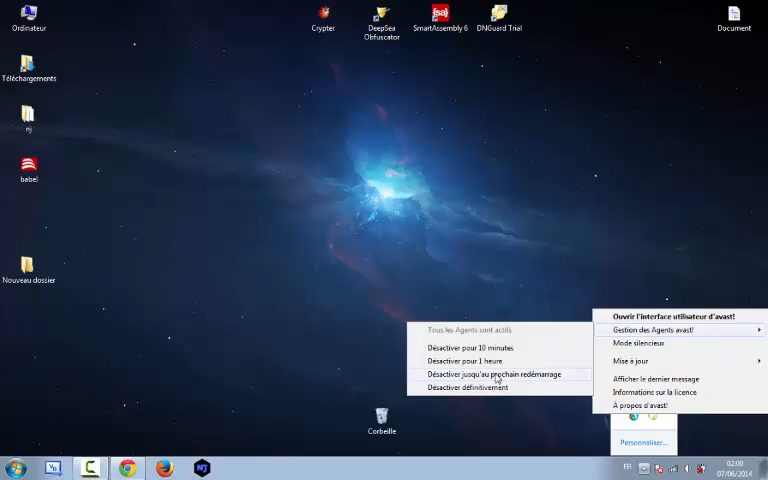 Ordinateur
Crypter
DeepSea
Obfuscator
SmartAssembly 6
DNGuard Trial
Document
Téléchargements
nj
babel
Nouveau dossier
Ouvrir l'interface utilisateur d'avast!
Gestion des Agents avast!
Mode silencieux
Mise à jour
Afficher le dernier message
Informations sur la licence
À propos d'avast!
Tous les Agents sont actifs
Désactiver pour 10 minutes
Désactiver pour 1 heure
Désactiver jusqu'au prochain redémarrage
Désactiver définitivement
Corbeille
Personnaliser...
FR
02:00
07/06/2014